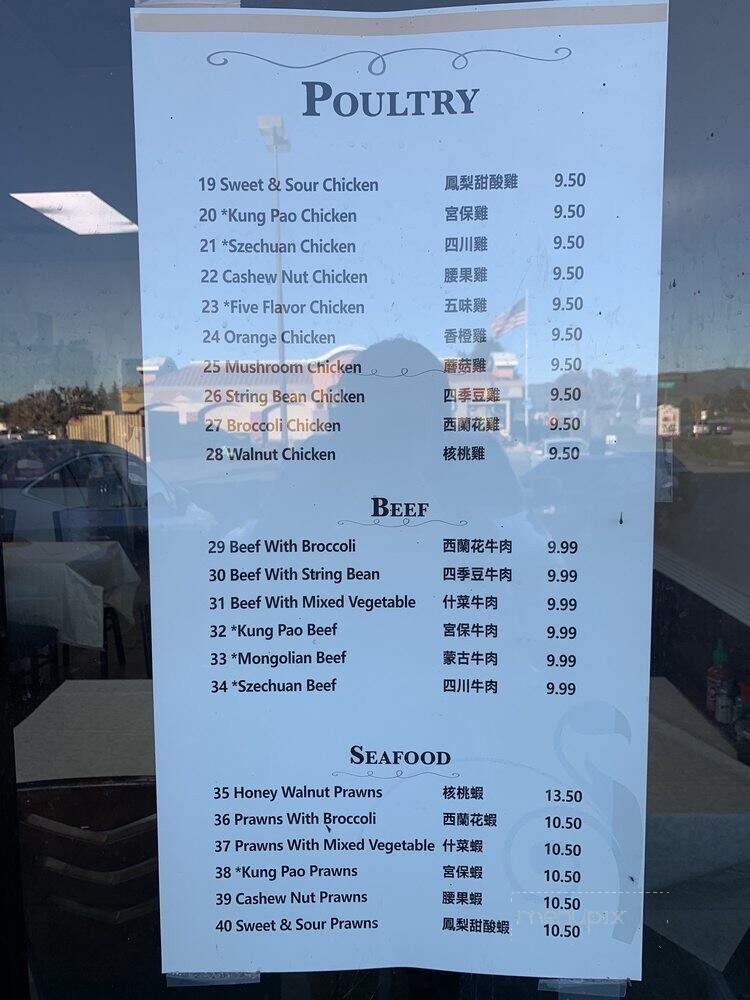 POULTRY
19 Sweet & Sour Chicken 鳳梨甜酸雞 9.50
20 *Kung Pao Chicken 宮保雞 9.50
21 *Szechuan Chicken 四川雞 9.50
22 Cashew Nut Chicken 腰果雞 9.50
23 *Five Flavor Chicken 五味雞 9.50
24 Orange Chicken 香橙雞 9.50
25 Mushroom Chicken 蘑菇雞 9.50
26 String Bean Chicken 四季豆雞 9.50
27 Broccoli Chicken 西蘭花雞 9.50
28 Walnut Chicken 核桃雞 9.50
BEEF
29 Beef With Broccoli 西蘭花牛肉 9.99
30 Beef With String Bean 四季豆牛肉 9.99
31 Beef With Mixed Vegetable 什菜牛肉 9.99
32 *Kung Pao Beef 宮保牛肉 9.99
33 *Mongolian Beef 蒙古牛肉 9.99
34 *Szechuan Beef 四川牛肉 9.99
SEAFOOD
35 Honey Walnut Prawns 核桃蝦 13.50
36 Prawns With Broccoli 西蘭花蝦 10.50
37 Prawns With Mixed Vegetable 什菜蝦 10.50
38 *Kung Pao Prawns 宮保蝦 10.50
39 Cashew Nut Prawns 腰果蝦 10.50
40 Sweet & Sour Prawns 鳳梨甜酸蝦 10.50
menupix